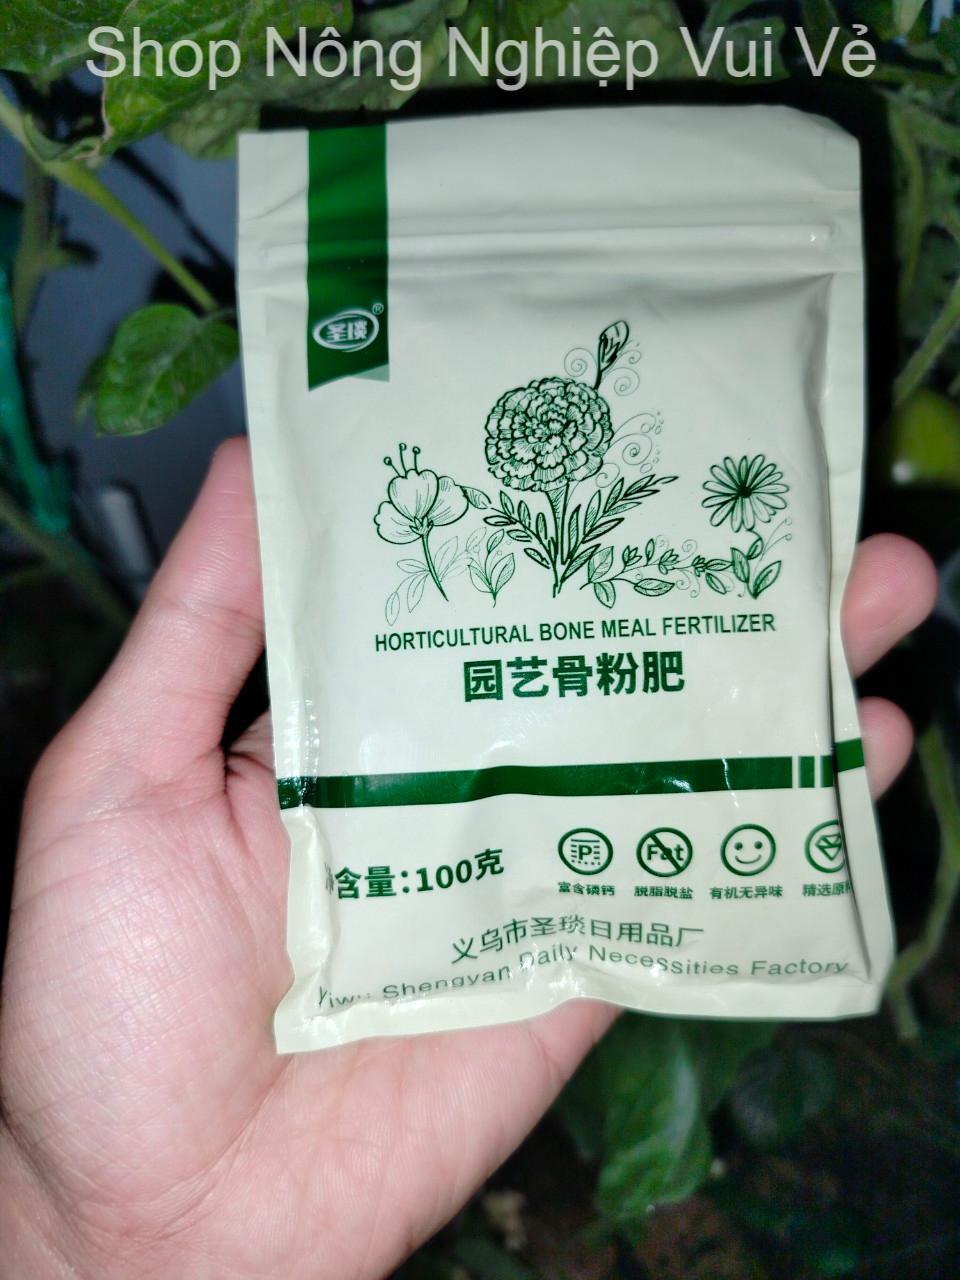 Shop Nông Nghiệp Vui Vẻ
圣琰®
HORTICULTURAL BONE MEAL FERTILIZER
园艺骨粉肥
含量:100克
P
Fat
富含磷钙 脱脂脱盐 有机无异味 精选原料
义乌市圣琰日用品厂
Yiwu Shengyan Daily Necessities Factory